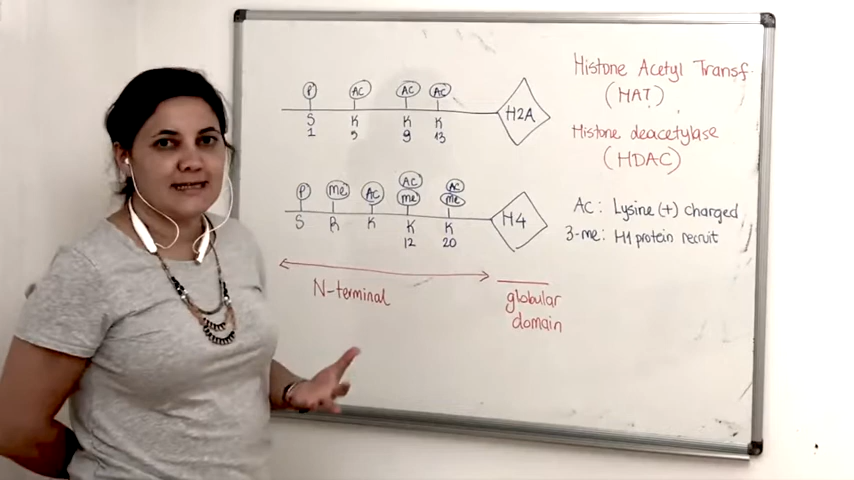 P AC AC AC
S K K K H2A
1 5 9 13
P me AC AC AC
me me
S R K K K H4
12 20
N-terminal
globular
domain
Histone Acetyl Transf.
(HAT)
Histone deacetylase
(HDAC)
AC: Lysine (+) charged
3-me: H1 protein recruit